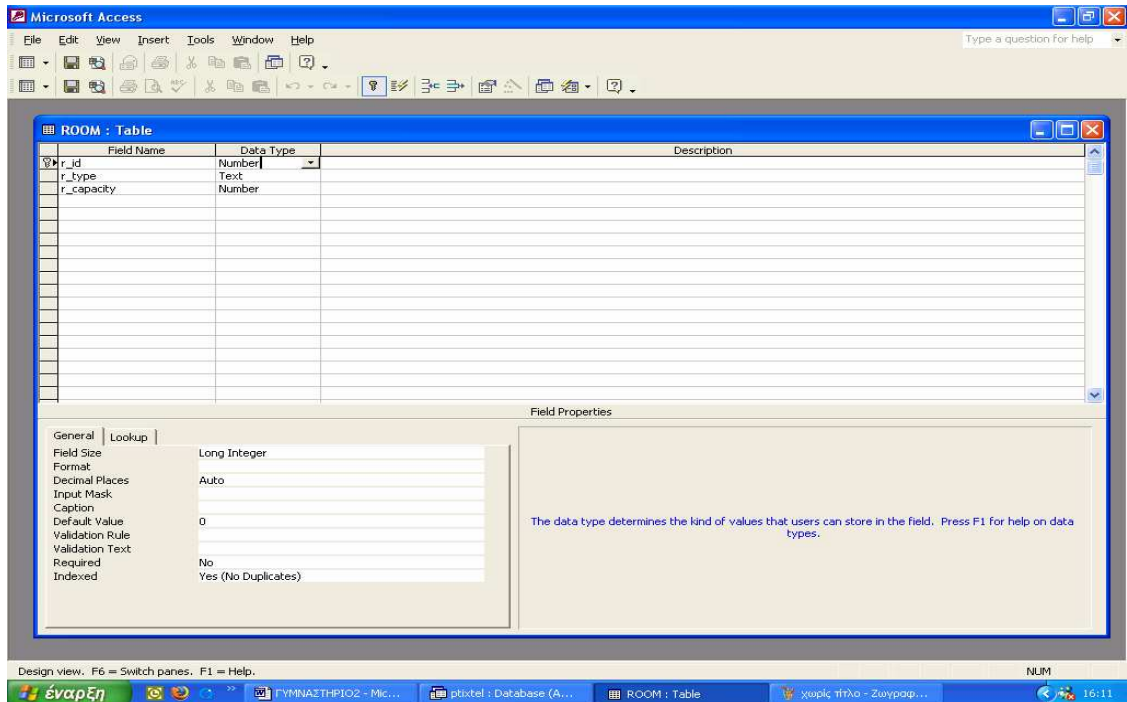 Microsoft Access
File Edit View Insert Tools Window Help Type a question for help
ROOM : Table
Field Name Data Type Description
r_id Number
r_type Text
r_capacity Number
Field Properties
General Lookup
Field Size Long Integer
Format
Decimal Places Auto
Input Mask
Caption
Default Value 0
Validation Rule
Validation Text
Required No
Indexed Yes (No Duplicates)
The data type determines the kind of values that users can store in the field. Press F1 for help on data
types.
Design view. F6 = Switch panes. F1 = Help. NUM
έναρξη ΓΥΜΝΑΣΤΗΡΙΟ2 - Mic... ptixtel : Database (A... ROOM : Table χωρίς τίτλο - Ζωγραφ... 16:11